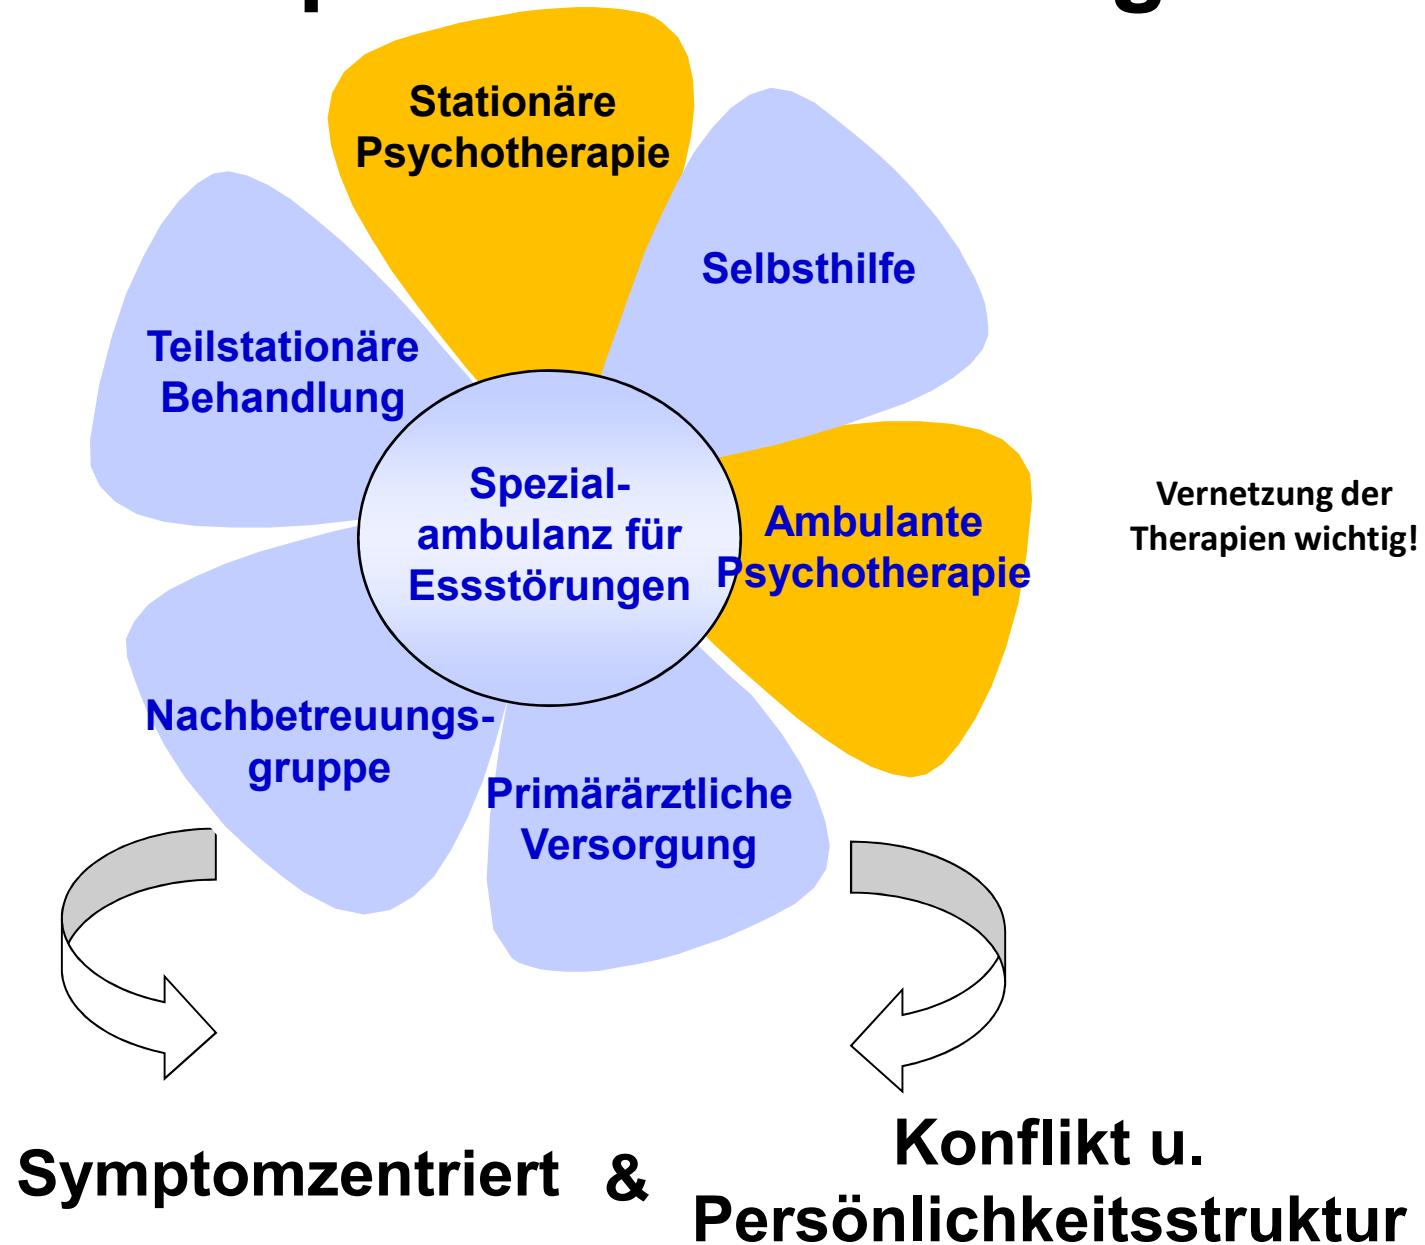 Stationäre
Psychotherapie
Selbsthilfe
Teilstationäre
Behandlung
Spezial-
ambulanz für
Essstörungen
Ambulante
Psychotherapie
Vernetzung der
Therapien wichtig!
Nachbetreuungs-
gruppe
Primärärztliche
Versorgung
Symptomzentriert &
Konflikt u.
Persönlichkeitsstruktur